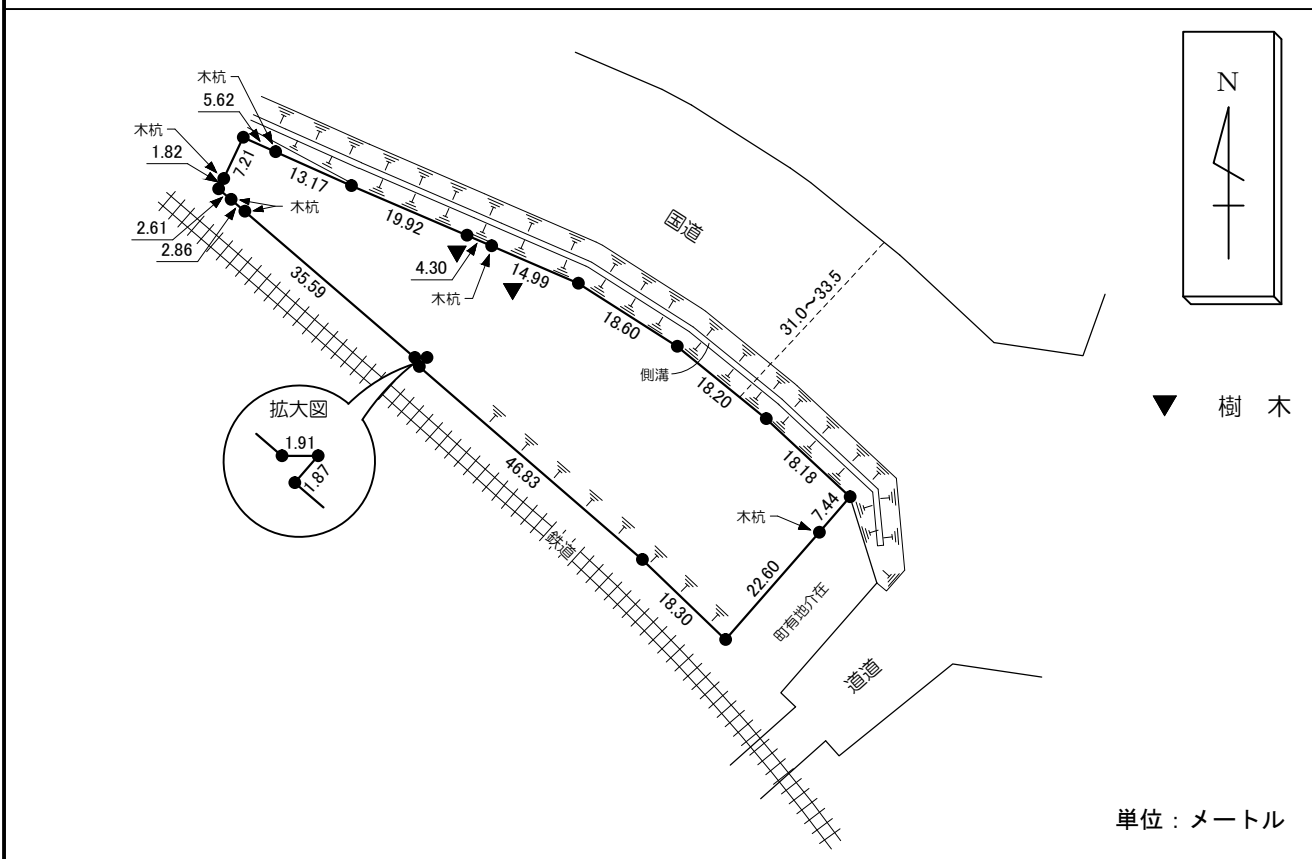 木杭
5.62
木杭
1.82
7.21
13.17
木杭
2.61
2.86
19.92
4.30
木杭
14.99
国道
31.0～33.5
35.59
18.60
側溝
18.20
拡大図
1.91
1.87
46.83
18.18
鉄道
木杭
7.44
22.60
18.30
町有地介在
道道
N
▼ 樹 木
単位：メートル